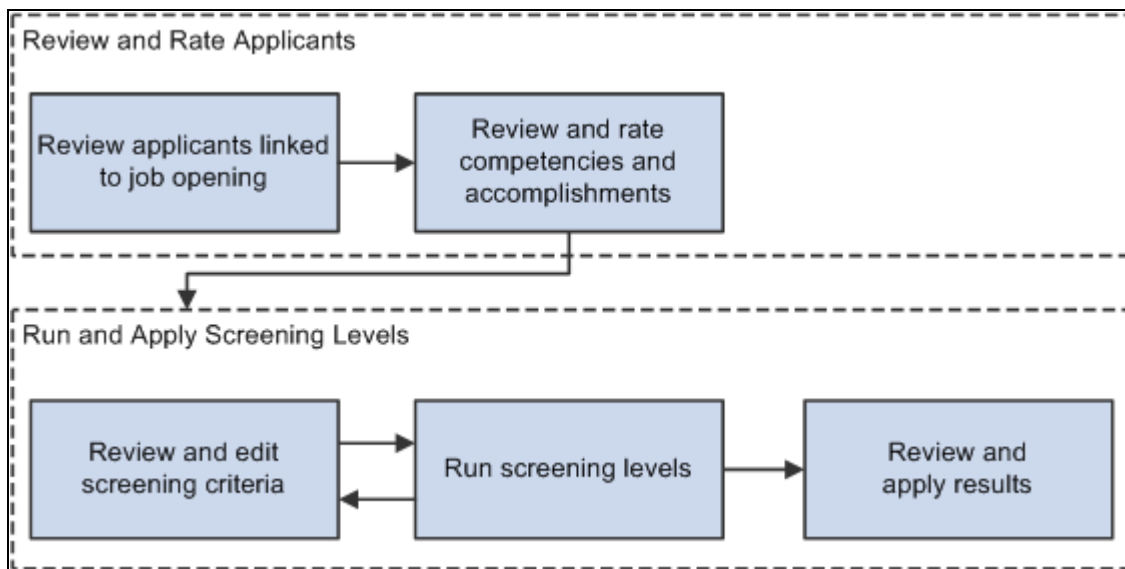 Review and Rate Applicants
Review applicants linked
to job opening
Review and rate
competencies and
accomplishments
Run and Apply Screening Levels
Review and edit
screening criteria
Run screening levels
Review and
apply results